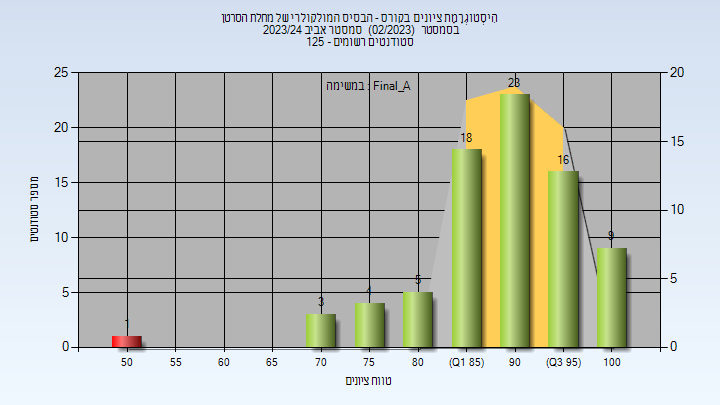 היסטוגרמת ציונים בקורס - הבסיס המולקולרי של מחלת הסרטן
בסמסטר (02/2023) סמסטר אביב 2023/24
סטודנטים רשומים - 125
במשימה : Final_A
מספר סטודנטים
25
20
15
10
5
0
20
15
10
5
0
1
3
4
5
18
23
16
9
50 55 60 65 70 75 80 (Q1 85) 90 (Q3 95) 100
טווח ציונים